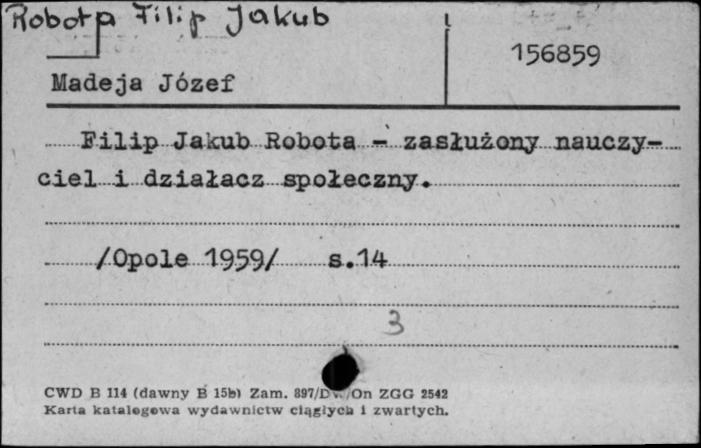 Robota Filip Jakub
156859
Madeja Józef
Filip Jakub Robota - zasłużony nauczy-
ciel i działacz społeczny.
/Opole 1959/ s.14
3
CWD B 114 (dawny B 15b) Zam. 897/ /On ZGG 2542
Karta katalogowa wydawnictw ciągłych i zwartych.